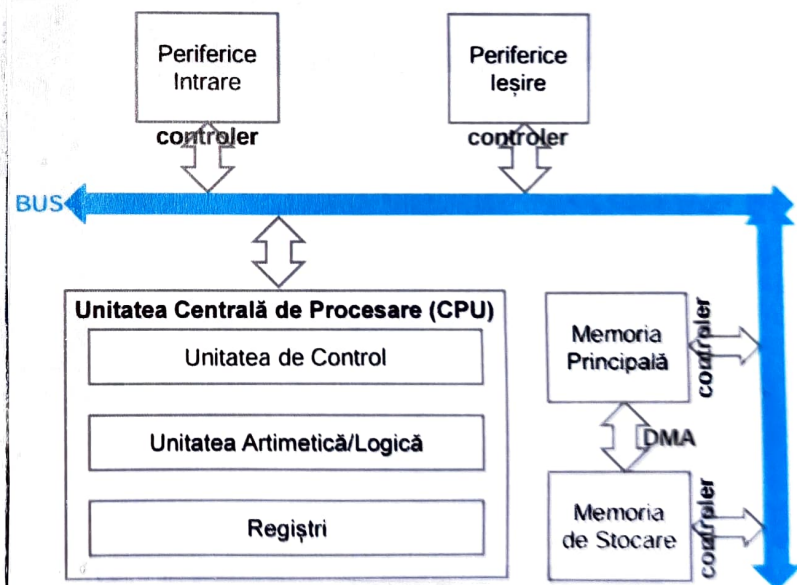 Periferice
Intrare
controler
Periferice
Ieșire
controler
BUS
Unitatea Centrală de Procesare (CPU)
Unitatea de Control
Unitatea Artimetică/Logică
Regiștri
Memoria
Principală
controler
DMA
Memoria
de Stocare
controler